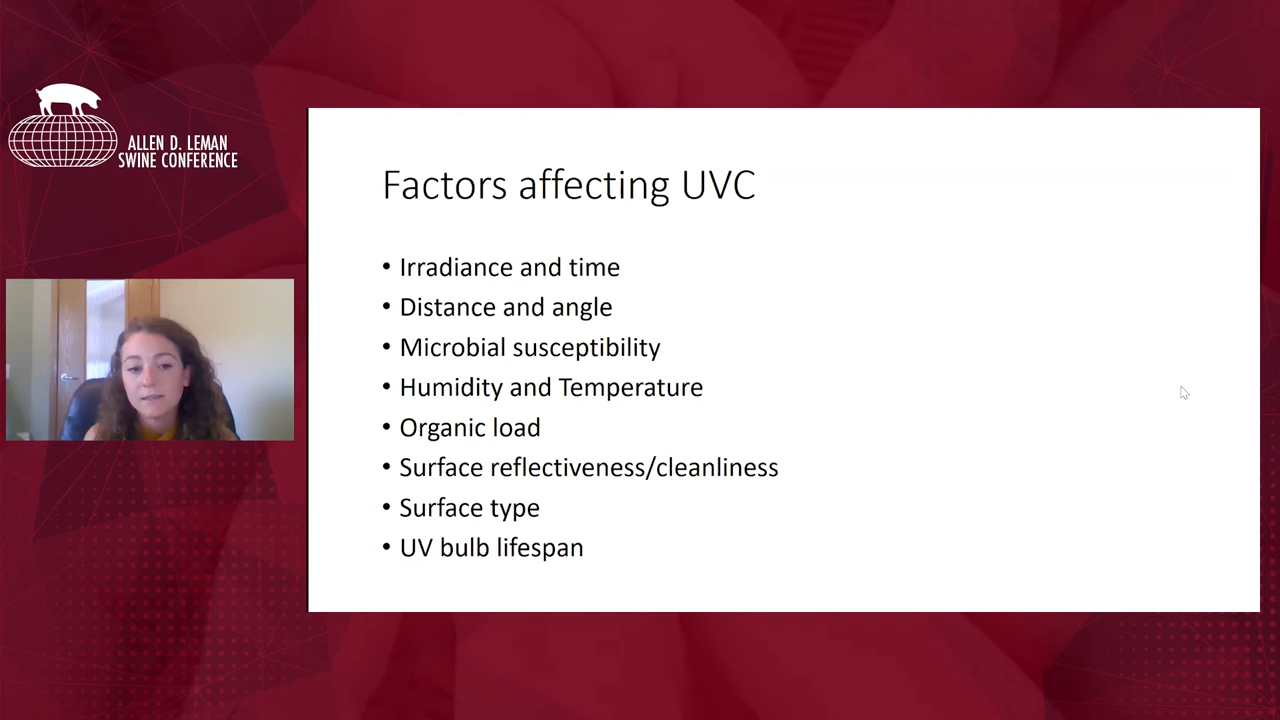 ALLEN D. LEMAN
SWINE CONFERENCE
Factors affecting UVC
• Irradiance and time
• Distance and angle
• Microbial susceptibility
• Humidity and Temperature
• Organic load
• Surface reflectiveness/cleanliness
• Surface type
• UV bulb lifespan